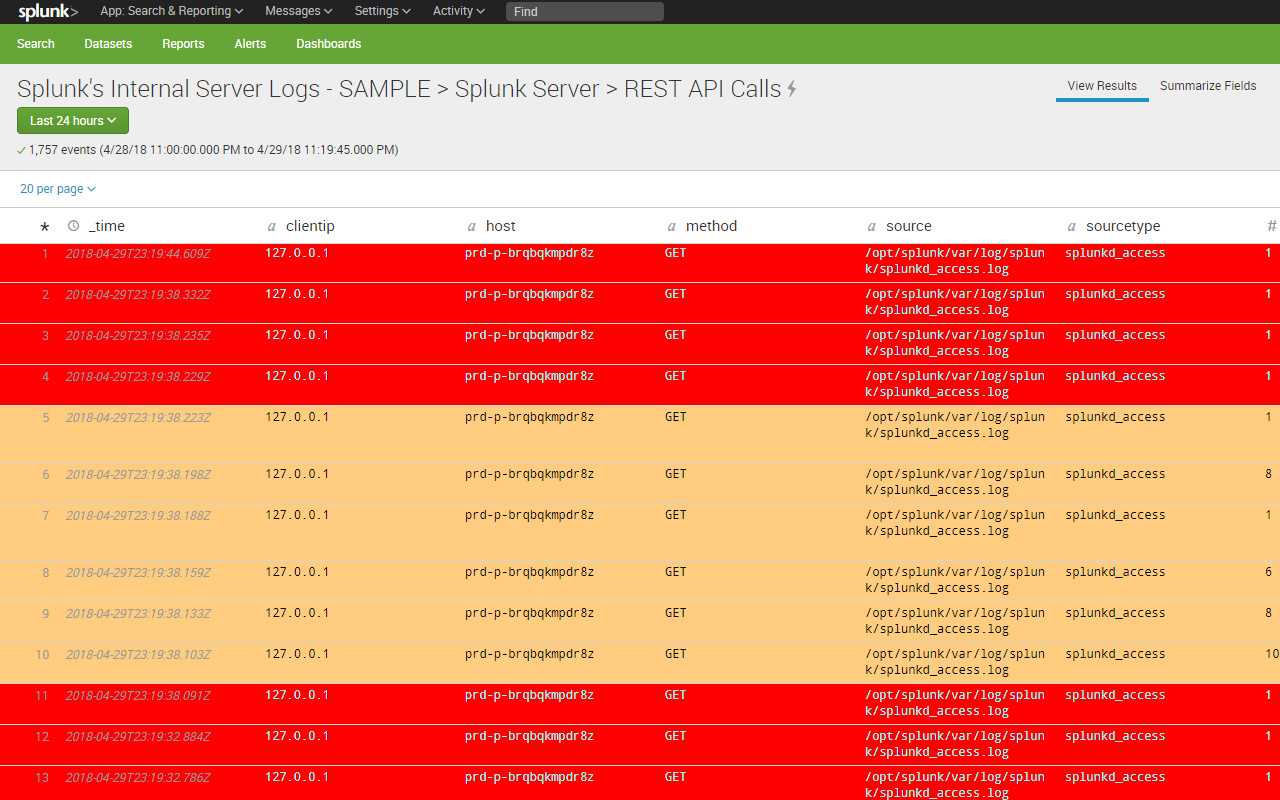 splunk> App: Search & Reporting Messages Settings Activity Find
Search Datasets Reports Alerts Dashboards
Splunk's Internal Server Logs - SAMPLE > Splunk Server > REST API Calls
View Results Summarize Fields
Last 24 hours
1,757 events (4/28/18 11:00:00.000 PM to 4/29/18 11:19:45.000 PM)
20 per page
* _time a clientip a host a method a source a sourcetype #
1 2018-04-29T23:19:44.609Z 127.0.0.1 prd-p-brqbqkmpdr8z GET /opt/splunk/var/log/splun splunkd_access 1
k/splunkd_access.log
2 2018-04-29T23:19:38.332Z 127.0.0.1 prd-p-brqbqkmpdr8z GET /opt/splunk/var/log/splun splunkd_access 1
k/splunkd_access.log
3 2018-04-29T23:19:38.235Z 127.0.0.1 prd-p-brqbqkmpdr8z GET /opt/splunk/var/log/splun splunkd_access 1
k/splunkd_access.log
4 2018-04-29T23:19:38.229Z 127.0.0.1 prd-p-brqbqkmpdr8z GET /opt/splunk/var/log/splun splunkd_access 1
k/splunkd_access.log
5 2018-04-29T23:19:38.223Z 127.0.0.1 prd-p-brqbqkmpdr8z GET /opt/splunk/var/log/splun splunkd_access 1
k/splunkd_access.log
6 2018-04-29T23:19:38.198Z 127.0.0.1 prd-p-brqbqkmpdr8z GET /opt/splunk/var/log/splun splunkd_access 8
k/splunkd_access.log
7 2018-04-29T23:19:38.188Z 127.0.0.1 prd-p-brqbqkmpdr8z GET /opt/splunk/var/log/splun splunkd_access 1
k/splunkd_access.log
8 2018-04-29T23:19:38.159Z 127.0.0.1 prd-p-brqbqkmpdr8z GET /opt/splunk/var/log/splun splunkd_access 6
k/splunkd_access.log
9 2018-04-29T23:19:38.133Z 127.0.0.1 prd-p-brqbqkmpdr8z GET /opt/splunk/var/log/splun splunkd_access 8
k/splunkd_access.log
10 2018-04-29T23:19:38.103Z 127.0.0.1 prd-p-brqbqkmpdr8z GET /opt/splunk/var/log/splun splunkd_access 10
k/splunkd_access.log
11 2018-04-29T23:19:38.091Z 127.0.0.1 prd-p-brqbqkmpdr8z GET /opt/splunk/var/log/splun splunkd_access 1
k/splunkd_access.log
12 2018-04-29T23:19:32.884Z 127.0.0.1 prd-p-brqbqkmpdr8z GET /opt/splunk/var/log/splun splunkd_access 1
k/splunkd_access.log
13 2018-04-29T23:19:32.786Z 127.0.0.1 prd-p-brqbqkmpdr8z GET /opt/splunk/var/log/splun splunkd_access 1
k/splunkd_access.log